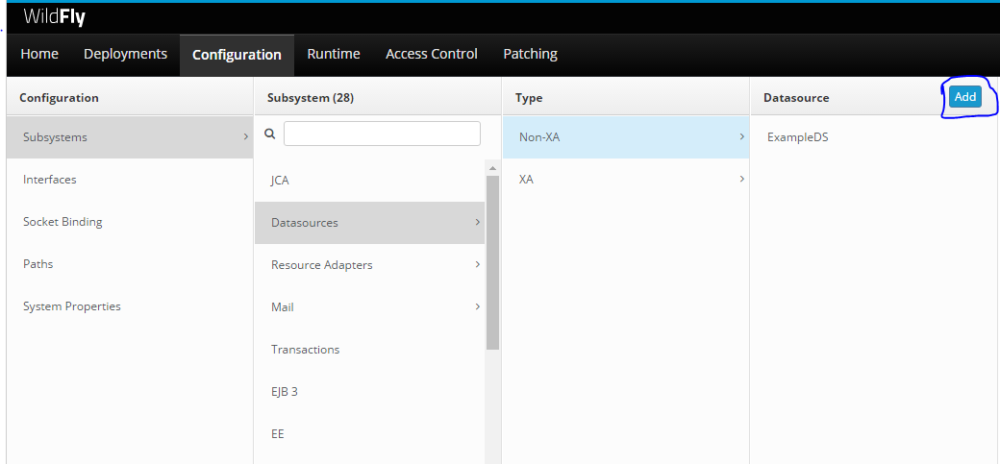 WildFly
Home Deployments Configuration Runtime Access Control Patching
Configuration Subsystem (28) Type Datasource Add
Subsystems Non-XA ExampleDS
Interfaces JCA XA
Socket Binding Datasources
Paths Resource Adapters
System Properties Mail
Transactions
EJB 3
EE